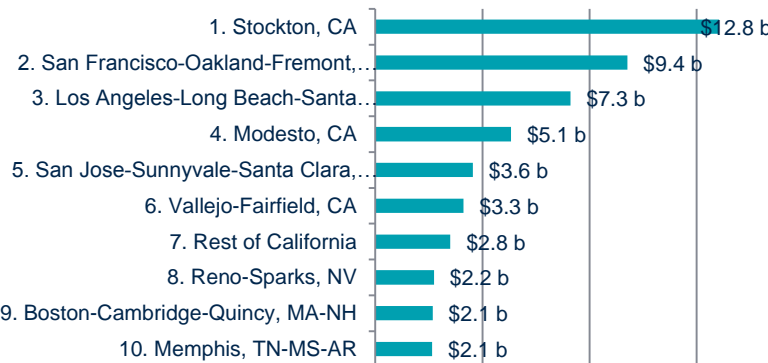 1. Stockton, CA $12.8 b
2. San Francisco-Oakland-Fremont,... $9.4 b
3. Los Angeles-Long Beach-Santa... $7.3 b
4. Modesto, CA $5.1 b
5. San Jose-Sunnyvale-Santa Clara,... $3.6 b
6. Vallejo-Fairfield, CA $3.3 b
7. Rest of California $2.8 b
8. Reno-Sparks, NV $2.2 b
9. Boston-Cambridge-Quincy, MA-NH $2.1 b
10. Memphis, TN-MS-AR $2.1 b